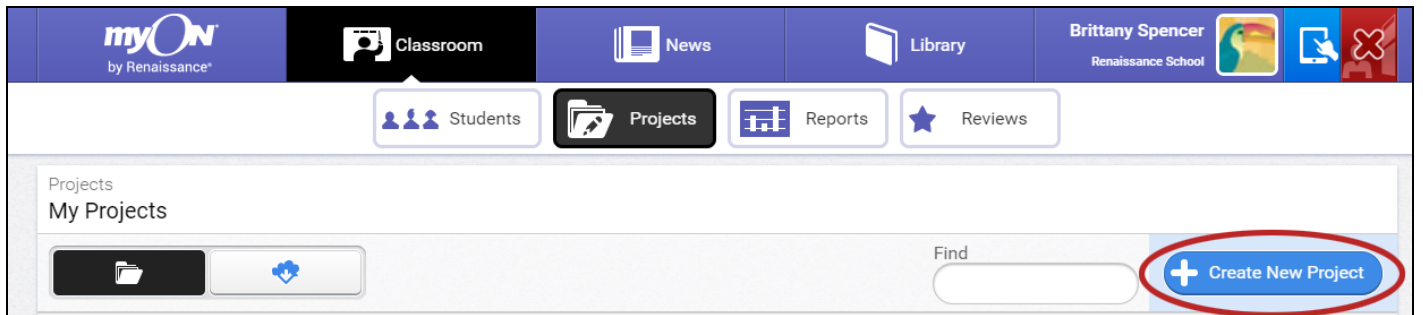 myON
by Renaissance®
Classroom
News
Library
Brittany Spencer
Renaissance School
Students
Projects
Reports
Reviews
Projects
My Projects
Find
Create New Project